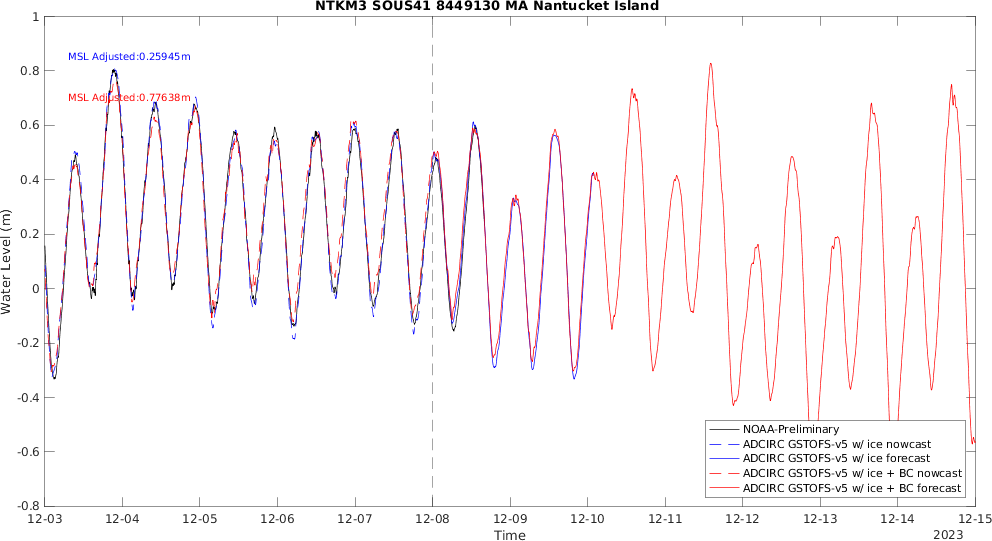 NTKM3 SOUS41 8449130 MA Nantucket Island
1
MSL Adjusted:0.25945m
0.8
MSL Adjusted:0.77638m
0.6
0.4
0.2
0
-0.2
-0.4
-0.6
-0.8
Water Level (m)
NOAA-Preliminary
ADCIRC GSTOFS-v5 w/ ice nowcast
ADCIRC GSTOFS-v5 w/ ice forecast
ADCIRC GSTOFS-v5 w/ ice + BC nowcast
ADCIRC GSTOFS-v5 w/ ice + BC forecast
12-03 12-04 12-05 12-06 12-07 12-08 12-09 12-10 12-11 12-12 12-13 12-14 12-15
Time
2023